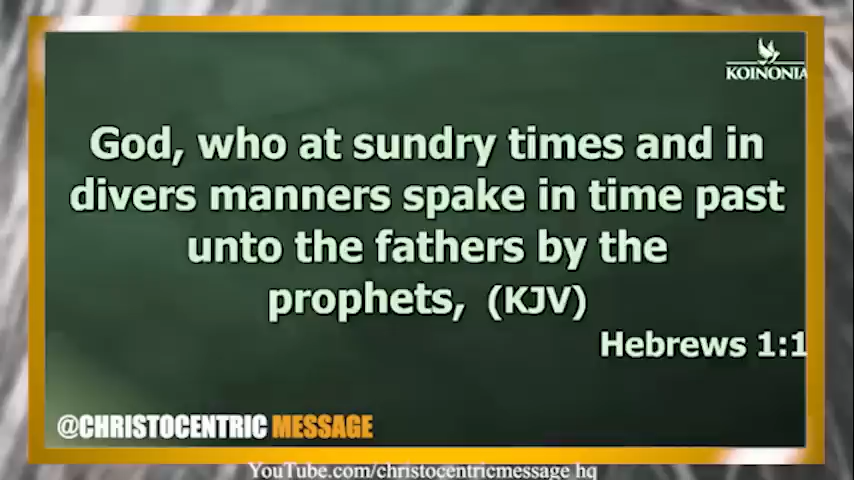 KOINONIA
God, who at sundry times and in
divers manners spake in time past
unto the fathers by the
prophets, (KJV)
Hebrews 1:1
@CHRISTOCENTRIC MESSAGE
YouTube.com/christocentricmessage hq